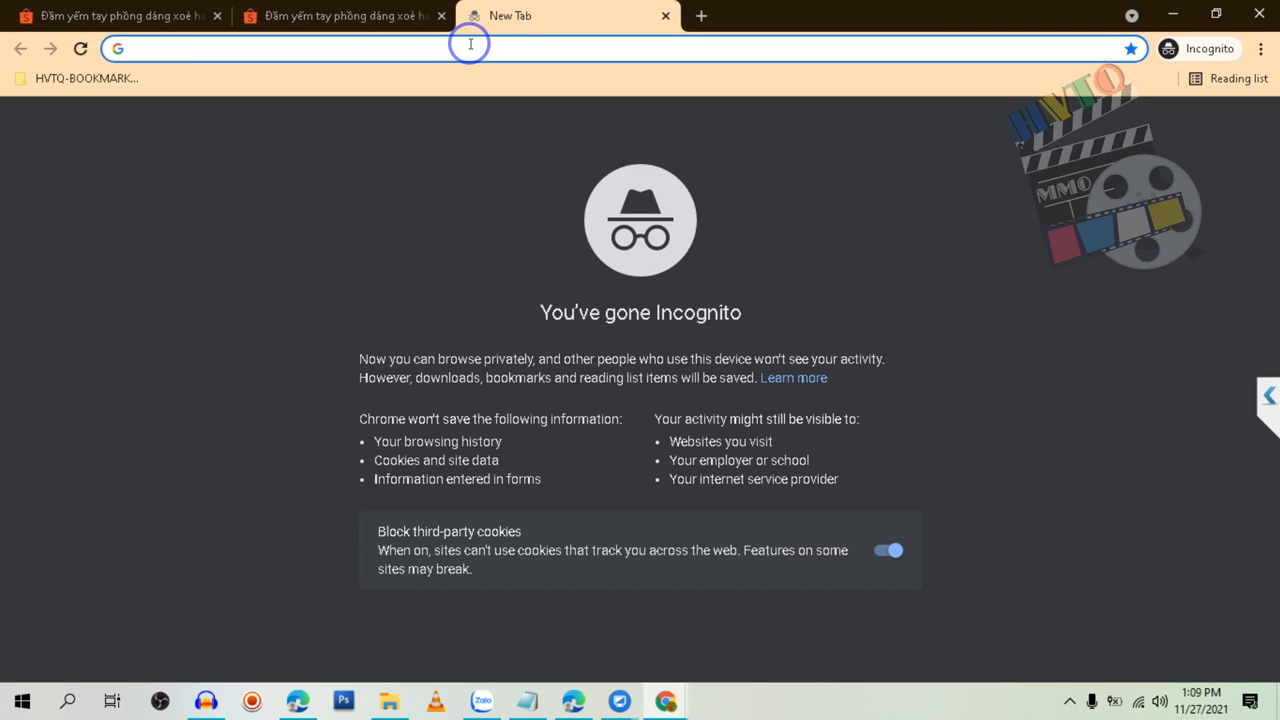 Đầm yếm tay phồng dáng xoè h
Đầm yếm tay phồng dáng xoè h
New Tab
Incognito
HVTQ-BOOKMARK...
Reading list
HVTQ
MMO
You've gone Incognito
Now you can browse privately, and other people who use this device won't see your activity.
However, downloads, bookmarks and reading list items will be saved. Learn more
Chrome won't save the following information:
Your browsing history
Cookies and site data
Information entered in forms
Your activity might still be visible to:
Websites you visit
Your employer or school
Your internet service provider
Block third-party cookies
When on, sites can't use cookies that track you across the web. Features on some
sites may break.
Ps
Zalo
1:09 PM
11/27/2021